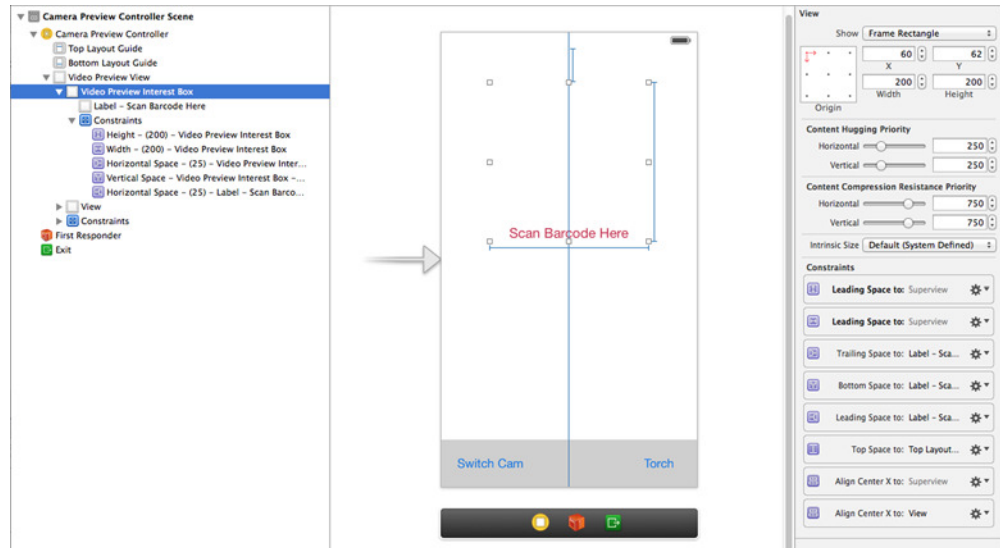 Camera Preview Controller Scene
Camera Preview Controller
Top Layout Guide
Bottom Layout Guide
Video Preview View
Video Preview Interest Box
Label – Scan Barcode Here
Constraints
Height – (200) – Video Preview Interest Box
Width – (200) – Video Preview Interest Box
Horizontal Space – (25) – Video Preview Inter...
Vertical Space – Video Preview Interest Box –...
Horizontal Space – (25) – Label – Scan Barco...
View
Constraints
First Responder
Exit
Scan Barcode Here
Switch Cam
Torch
View
Show Frame Rectangle
60 62
X Y
200 200
Width Height
Origin
Content Hugging Priority
Horizontal 250
Vertical 250
Content Compression Resistance Priority
Horizontal 750
Vertical 750
Intrinsic Size Default (System Defined)
Constraints
Leading Space to: Superview
Leading Space to: Superview
Trailing Space to: Label – Sca...
Bottom Space to: Label – Sca...
Leading Space to: Label – Sca...
Top Space to: Top Layout...
Align Center X to: Superview
Align Center X to: View